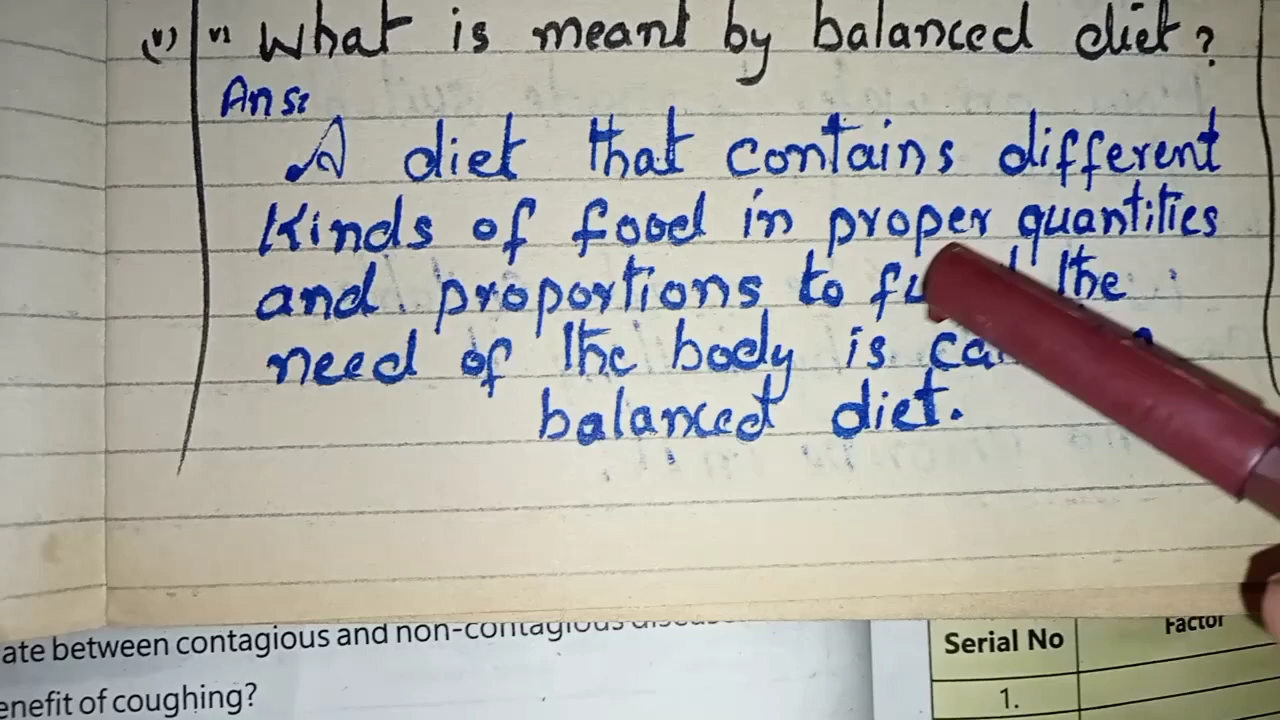 (v) " What is meant by balanced diet?
Ans:
A diet that contains different
Kinds of food in proper quantities
and proportions to the
need of the body is
balanced diet.
ate between contagious and non-contagious
enefit of coughing?
Serial No Factor
1.